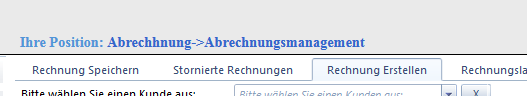 Ihre Position: Abrechhnung->Abrechnungsmanagement
Rechnung Speichern Stornierte Rechnungen Rechnung Erstellen Rechnungsla
Bitte wählen Sie einen Kunde aus: Bitte wählen Sie einen Kunden aus: X